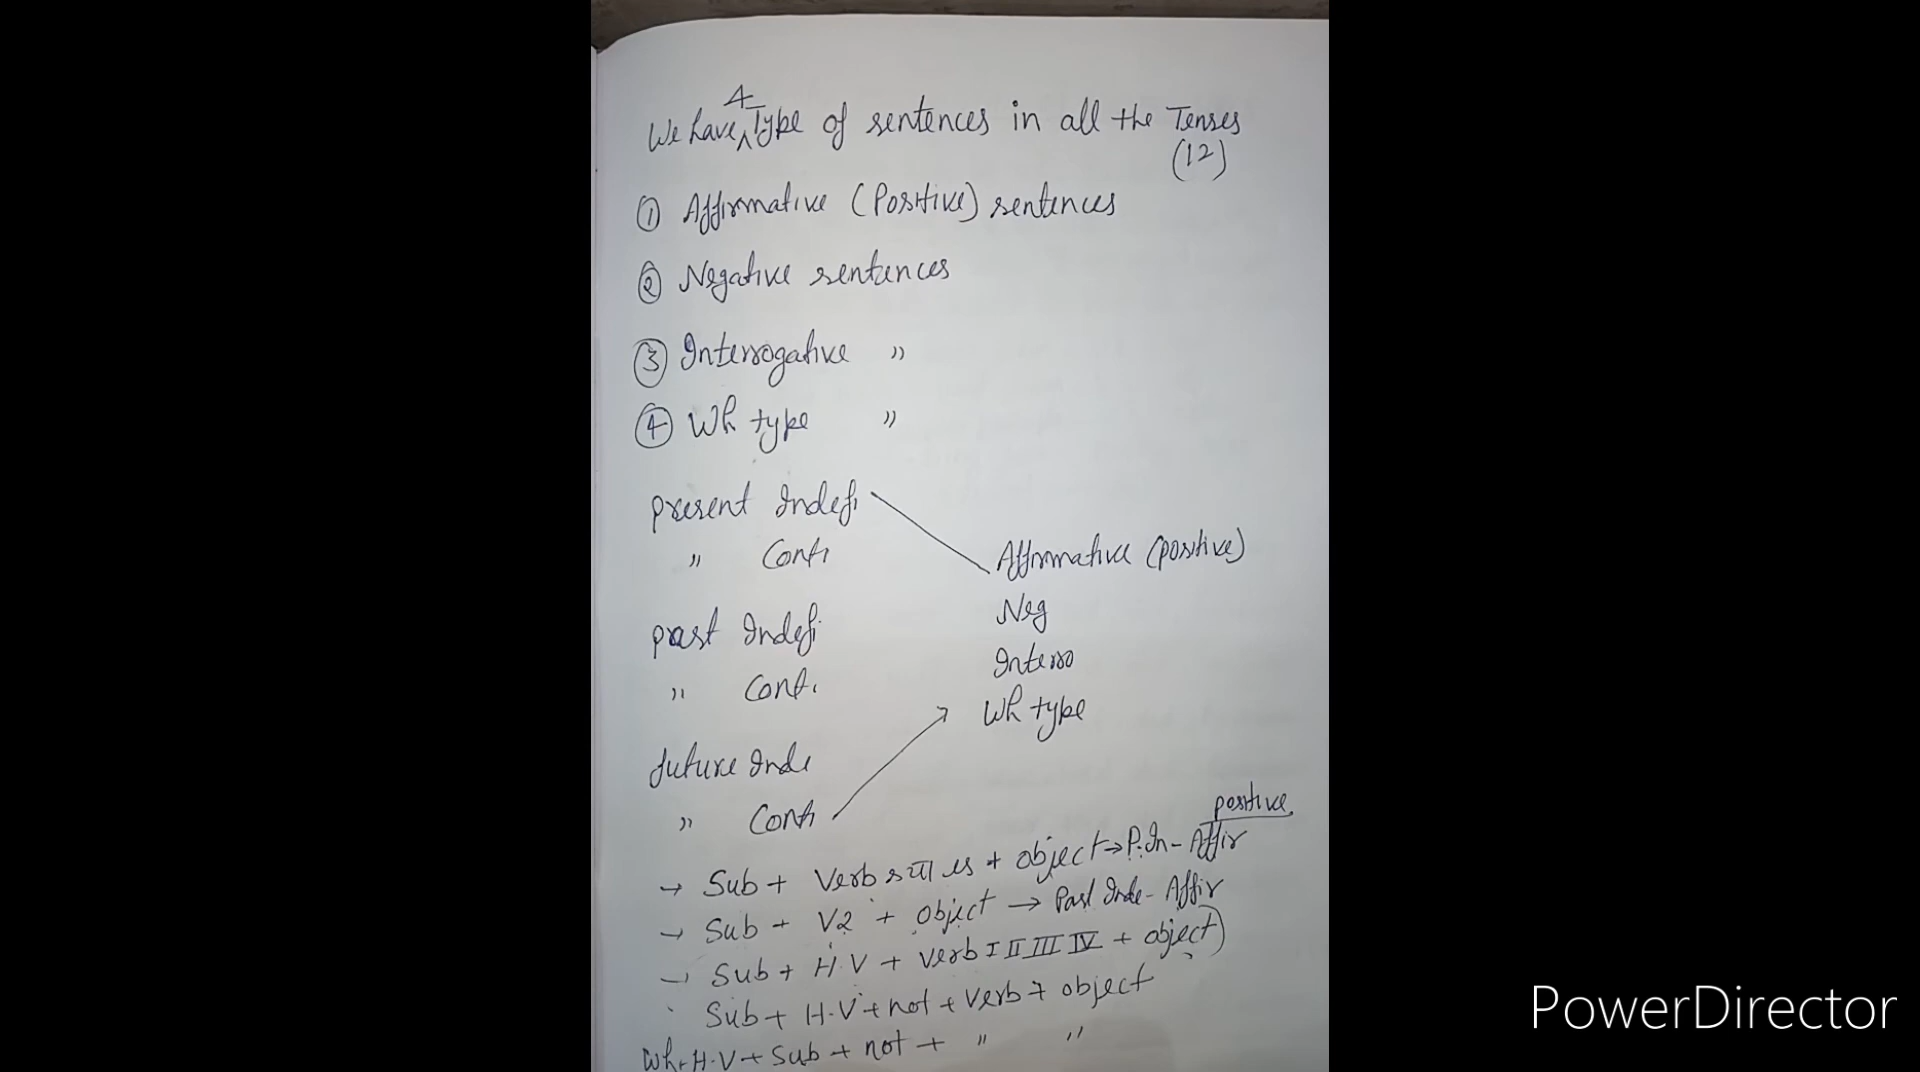 We have 4 Type of sentences in all the Tenses
(12)
① Affirmative (Positive) sentences
② Negative sentences
③ Interrogative "
④ Wh type "
present Indefi
" Conti
Affirmative (positive)
Neg
past Indefi
Interro
" Conti.
Wh type
future Inde
" Conti
positive
→ Sub + Verb s es + object → P.In - Affir
→ Sub + V2 + object → Past Inde - Affir
→ Sub + H.V + verb I II III IV + object)
Sub + H.V + not + verb + object
Wh + H.V + Sub + not + " "
PowerDirector